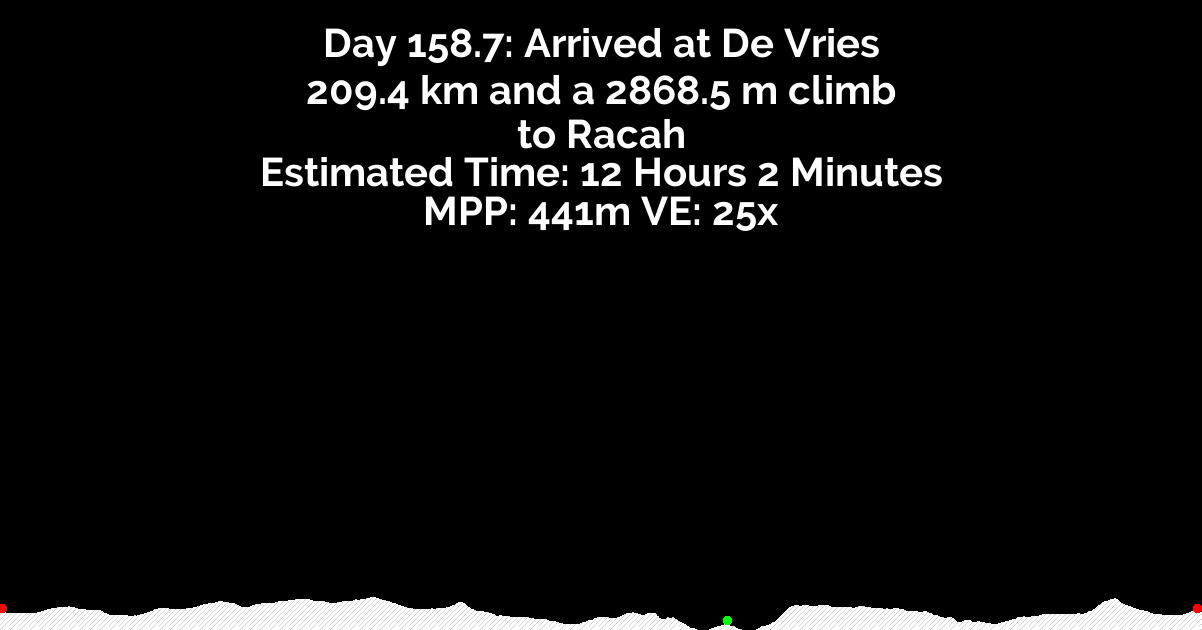 Day 158.7: Arrived at De Vries
209.4 km and a 2868.5 m climb
to Racah
Estimated Time: 12 Hours 2 Minutes
MPP: 441m VE: 25x